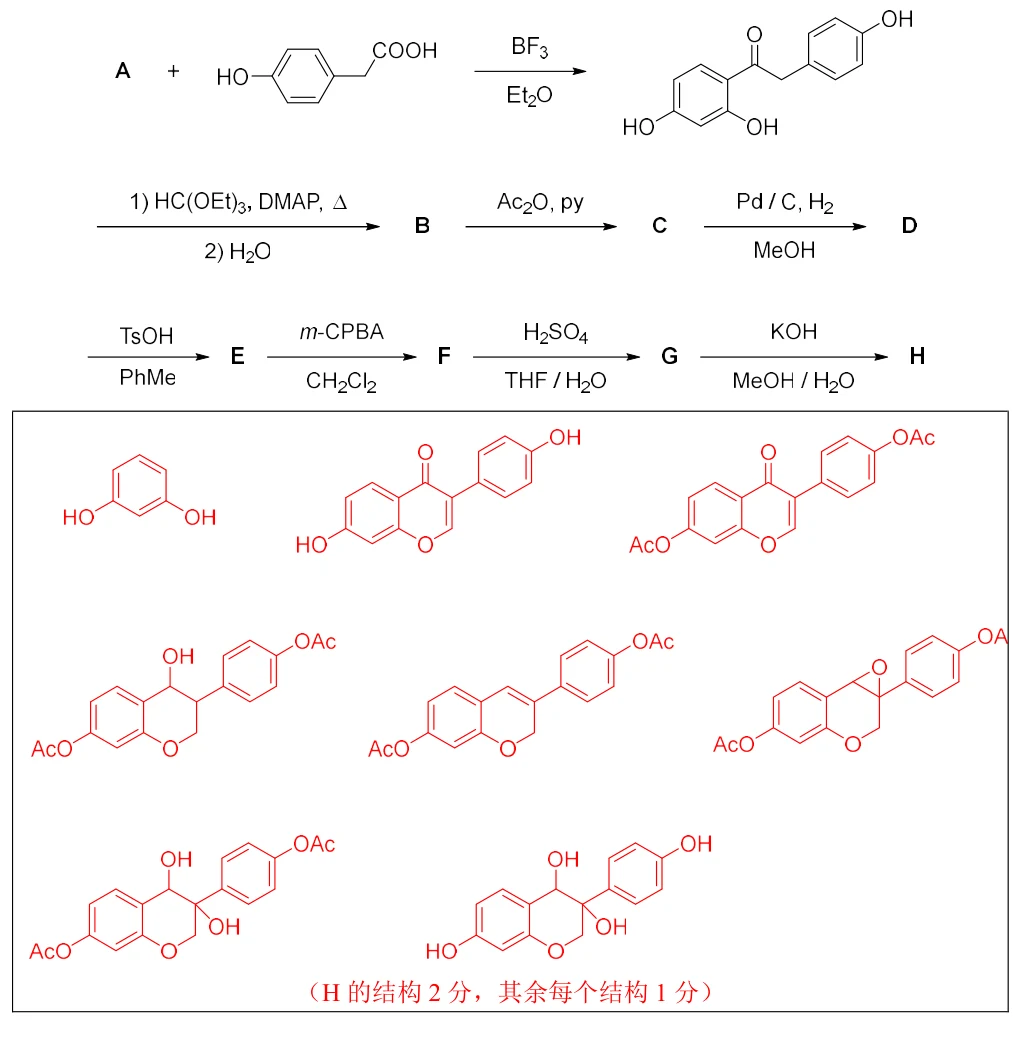 OH
O
COOH
A + HO BF₃ Et₂O HO OH
1) HC(OEt)₃, DMAP, Δ 2) H₂O B Ac₂O, py C Pd / C, H₂ MeOH D
TsOH PhMe E m-CPBA CH₂Cl₂ F H₂SO₄ THF / H₂O G KOH MeOH / H₂O H
OH OAc
O O
HO OH HO O AcO O
OAc OAc OA
OH O
AcO O AcO O AcO O
OAc OH
OH OH
OH OH
AcO O HO O
(H 的结构 2 分，其余每个结构 1 分)